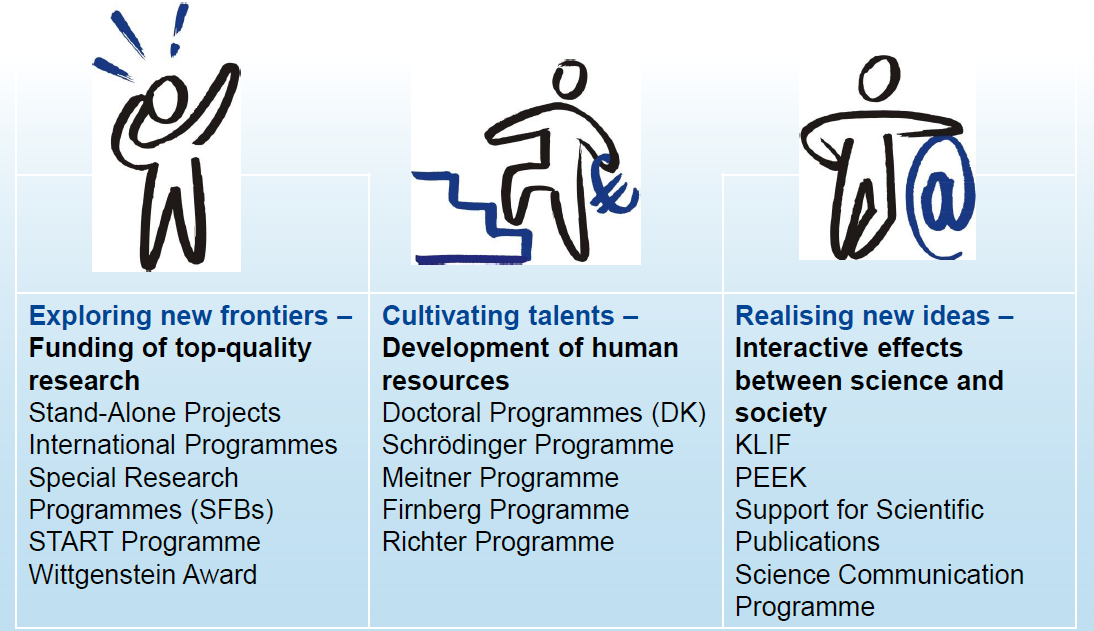 Exploring new frontiers –
Funding of top-quality
research
Stand-Alone Projects
International Programmes
Special Research
Programmes (SFBs)
START Programme
Wittgenstein Award
€
Cultivating talents –
Development of human
resources
Doctoral Programmes (DK)
Schrödinger Programme
Meitner Programme
Firnberg Programme
Richter Programme
@
Realising new ideas –
Interactive effects
between science and
society
KLIF
PEEK
Support for Scientific
Publications
Science Communication
Programme